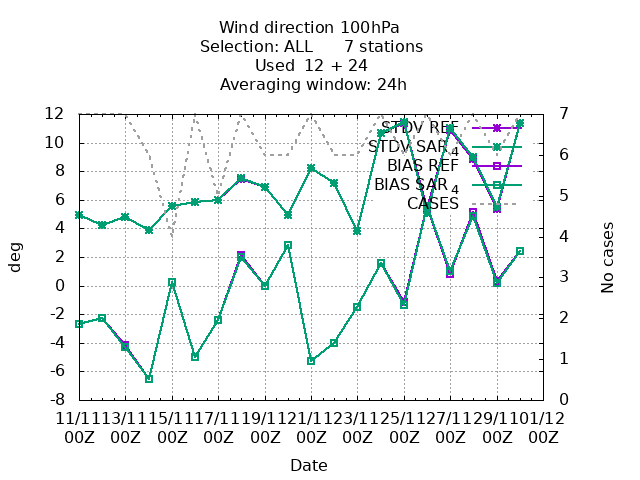 Wind direction 100hPa
Selection: ALL 7 stations
Used 12 + 24
Averaging window: 24h
12
10
8
6
4
2
0
-2
-4
-6
-8
7
6
5
4
3
2
1
0
deg
No cases
STDV REF
STDV SAR4
BIAS REF
BIAS SAR4
CASES
11/11 13/11 15/11 17/11 19/11 21/11 23/11 25/11 27/11 29/11 01/12
00Z 00Z 00Z 00Z 00Z 00Z 00Z 00Z 00Z 00Z 00Z
Date